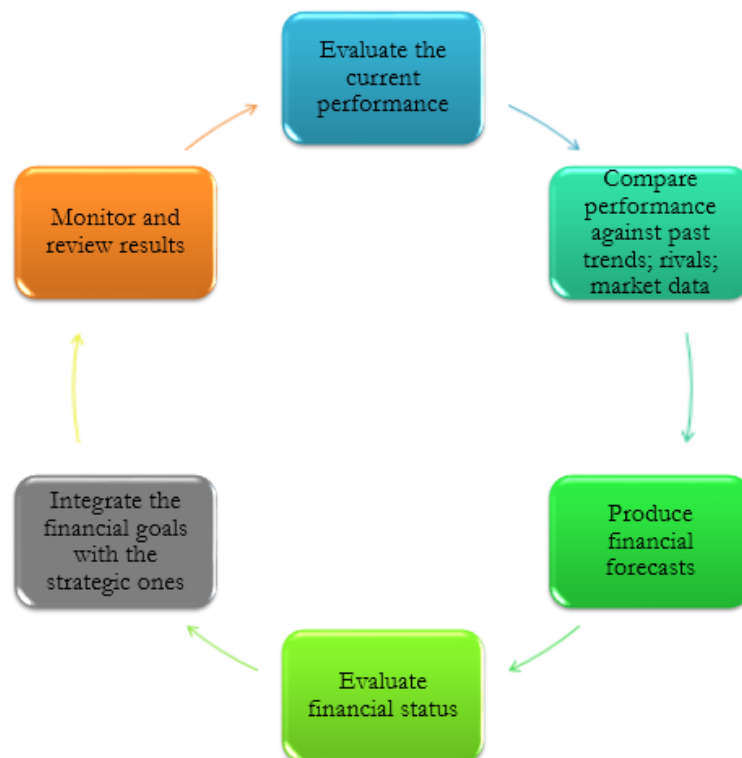 Evaluate the
current
performance
Compare
performance
against past
trends; rivals;
market data
Produce
financial
forecasts
Evaluate
financial status
Integrate the
financial goals
with the
strategic ones
Monitor and
review results